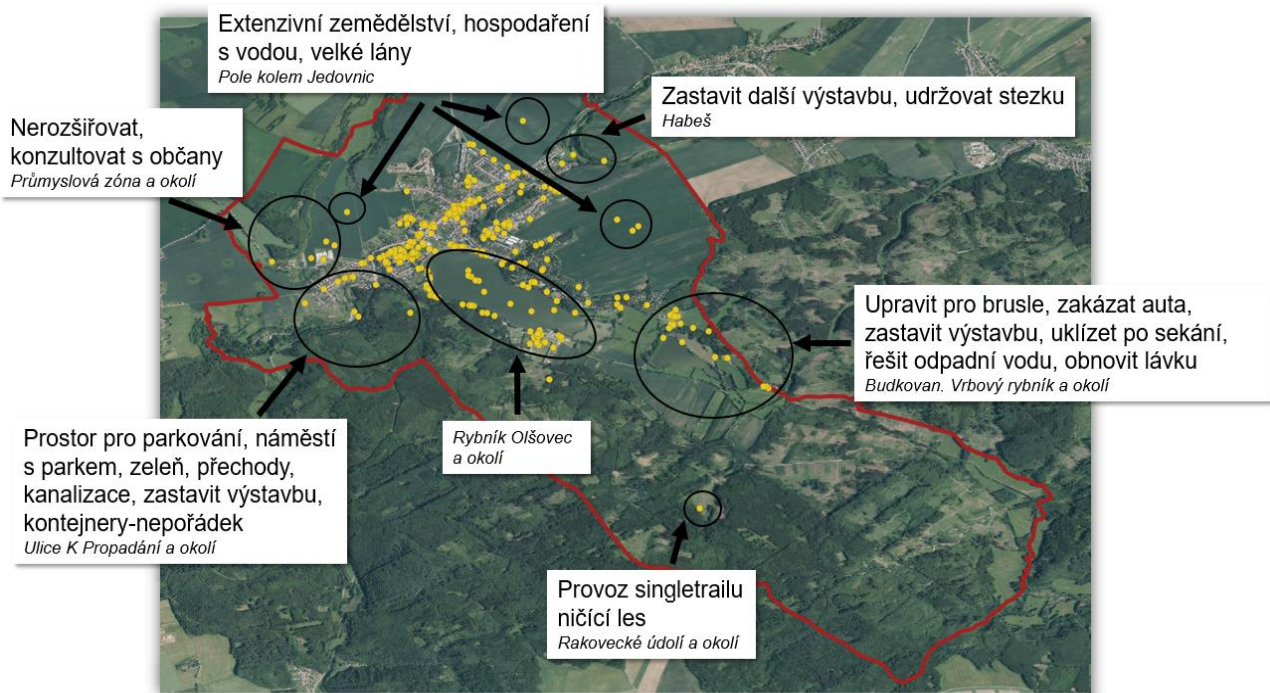 Extenzivní zemědělství, hospodaření
s vodou, velké lány
Pole kolem Jedovnic
Zastavit další výstavbu, udržovat stezku
Habeš
Nerozšiřovat,
konzultovat s občany
Průmyslová zóna a okolí
Upravit pro brusle, zakázat auta,
zastavit výstavbu, uklízet po sekání,
řešit odpadní vodu, obnovit lávku
Budkovan. Vrbový rybník a okolí
Prostor pro parkování, náměstí
s parkem, zeleň, přechody,
kanalizace, zastavit výstavbu,
kontejnery-nepořádek
Ulice K Propadání a okolí
Rybník Olšovec
a okolí
Provoz singletrailu
ničící les
Rakovecké údolí a okolí